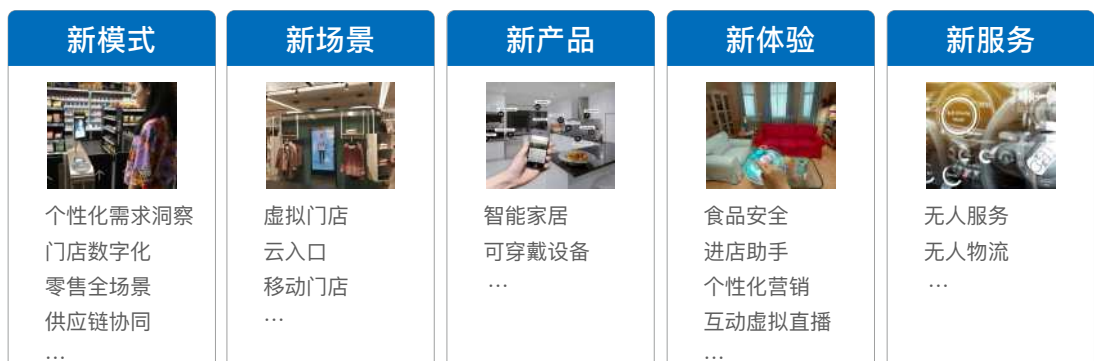 新模式
个性化需求洞察
门店数字化
零售全场景
供应链协同
…
新场景
虚拟门店
云入口
移动门店
…
新产品
智能家居
可穿戴设备
…
新体验
食品安全
进店助手
个性化营销
互动虚拟直播
…
新服务
无人服务
无人物流
…